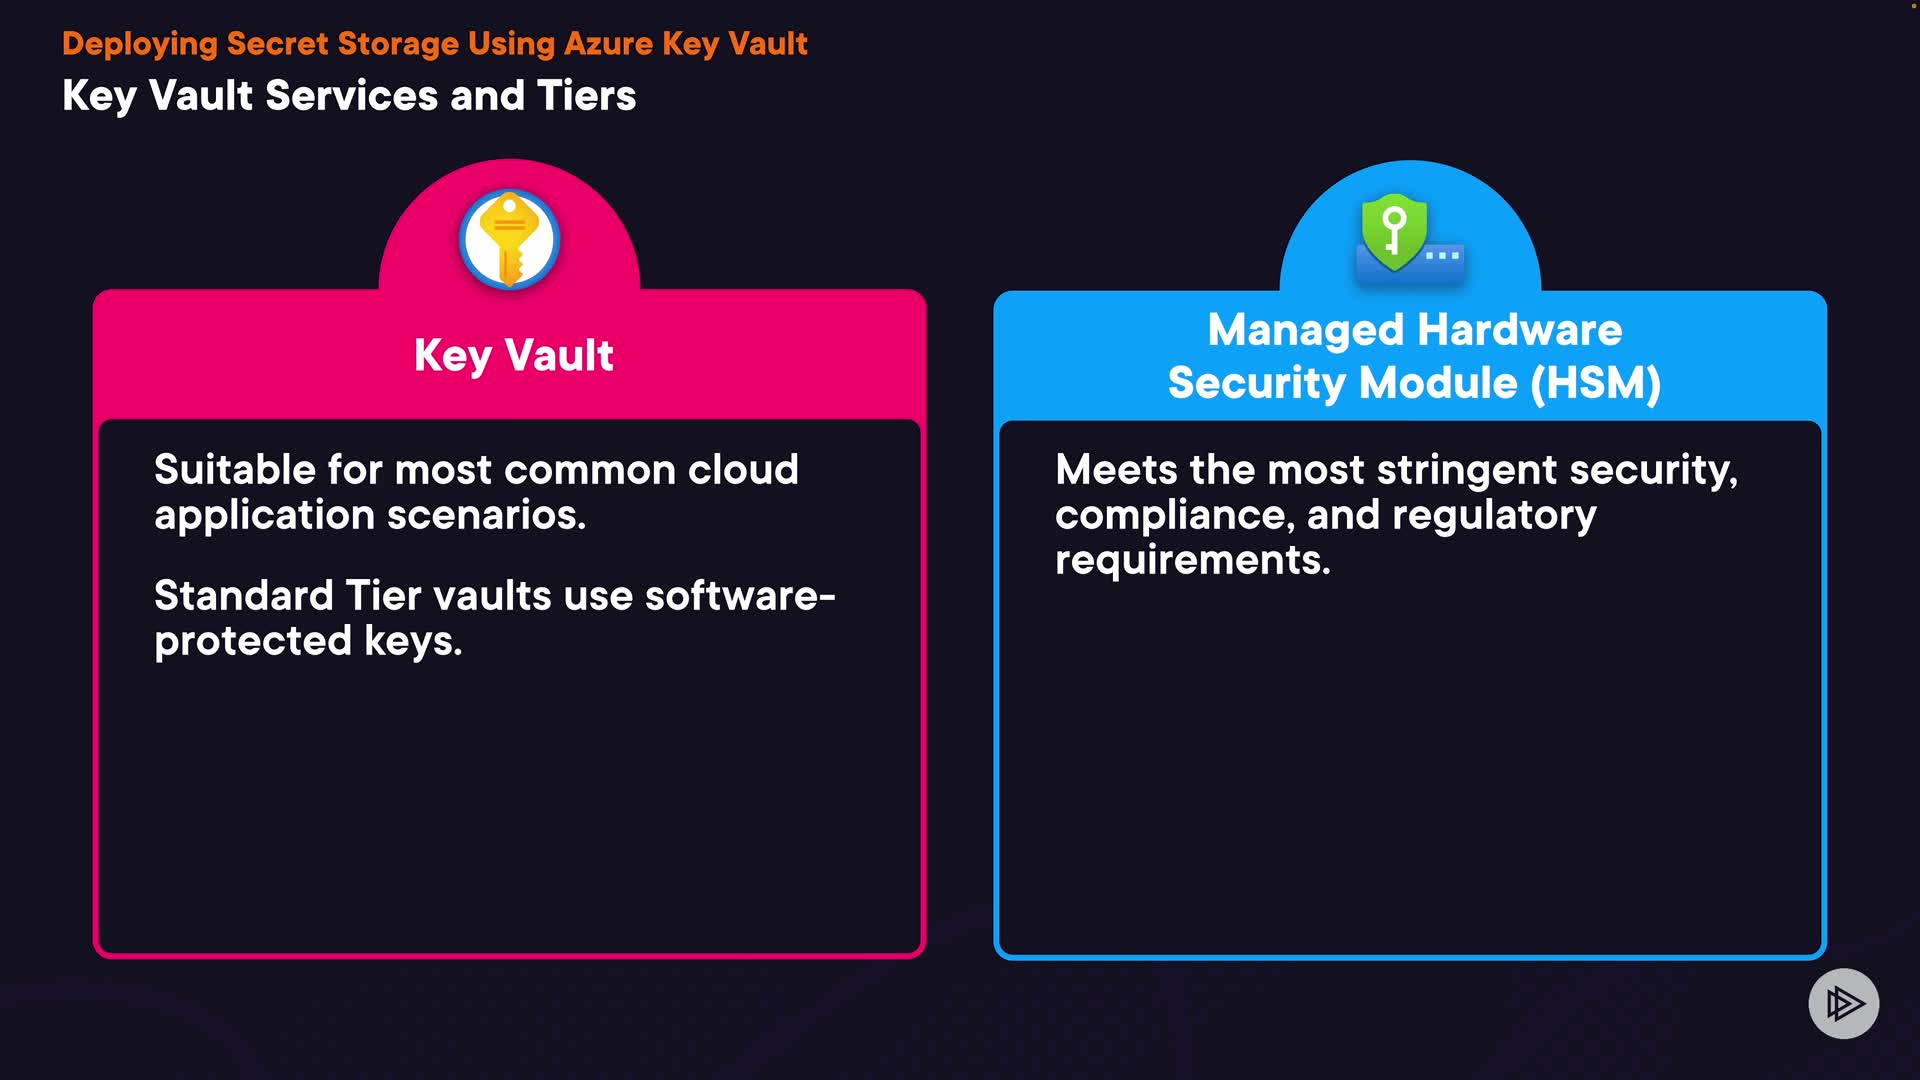 Deploying Secret Storage Using Azure Key Vault
Key Vault Services and Tiers
Key Vault
Suitable for most common cloud
application scenarios.
Standard Tier vaults use software-
protected keys.
Managed Hardware
Security Module (HSM)
Meets the most stringent security,
compliance, and regulatory
requirements.